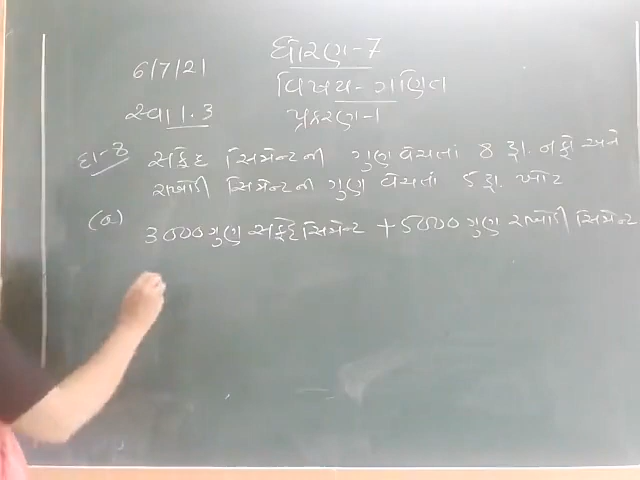 ધોરણ-7
6/7/21
વિષય- ગણિત
સ્વા 1.3
પ્રકરણ-1
દા-8 સફેદ સિમેન્ટની ગુણ વેચતાં 8 રૂા. નફો અને
રાખોડી સિમેન્ટની ગુણ વેચતાં 5 રૂા. ખોટ
(a) 3000 ગુણ સફેદ સિમેન્ટ + 5000 ગુણ રાખોડી સિમેન્ટ